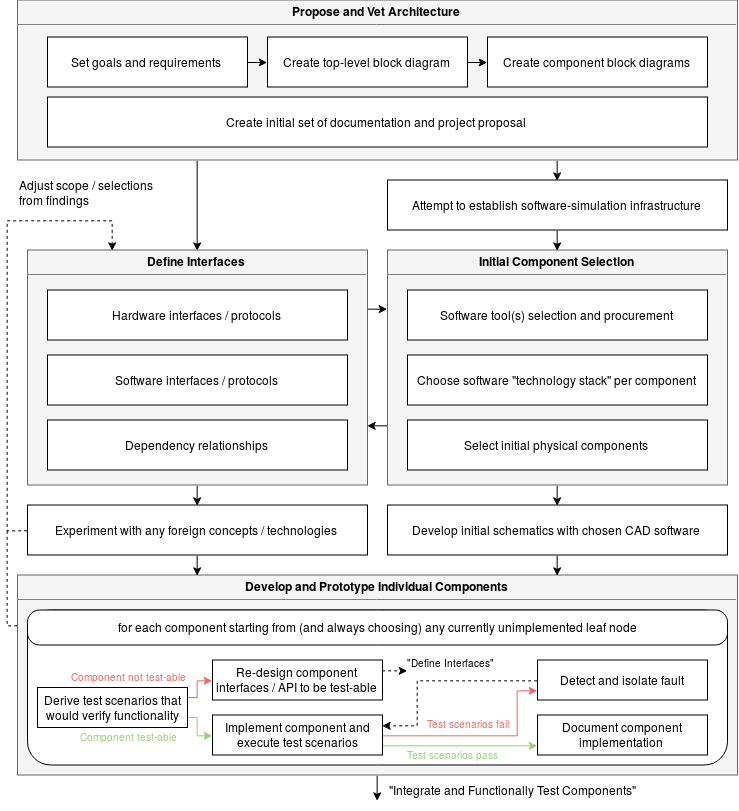 Propose and Vet Architecture
Set goals and requirements
Create top-level block diagram
Create component block diagrams
Create initial set of documentation and project proposal
Adjust scope / selections
from findings
Attempt to establish software-simulation infrastructure
Define Interfaces
Hardware interfaces / protocols
Software interfaces / protocols
Dependency relationships
Initial Component Selection
Software tool(s) selection and procurement
Choose software "technology stack" per component
Select initial physical components
Experiment with any foreign concepts / technologies
Develop initial schematics with chosen CAD software
Develop and Prototype Individual Components
for each component starting from (and always choosing) any currently unimplemented leaf node
Derive test scenarios that
would verify functionality
Component not test-able
Component test-able
Re-design component
interfaces / API to be test-able
"Define Interfaces"
Implement component and
execute test scenarios
Test scenarios fail
Test scenarios pass
Detect and isolate fault
Document component
implementation
"Integrate and Functionally Test Components"